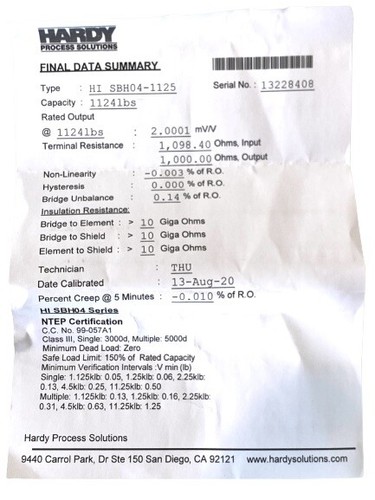 HARDY
PROCESS SOLUTIONS
FINAL DATA SUMMARY
Type : HI SBH04-1125 Serial No. : 13228408
Capacity : 1124lbs
Rated Output
@ 1124lbs : 2.0001 mV/V
Terminal Resistance : 1,098.40 Ohms, Input
1,000.00 Ohms, Output
Non-Linearity : -0.003 % of R.O.
Hysteresis : 0.000 % of R.O.
Bridge Unbalance : 0.14 % of R.O.
Insulation Resistance:
Bridge to Element : > 10 Giga Ohms
Bridge to Shield : > 10 Giga Ohms
Element to Shield : > 10 Giga Ohms
Technician : THU
Date Calibrated : 13-Aug-20
Percent Creep @ 5 Minutes : -0.010 % of R.O.
HI SBH04 Series
NTEP Certification
C.C. No. 99-057A1
Class III, Single: 3000d, Multiple: 5000d
Minimum Dead Load: Zero
Safe Load Limit: 150% of Rated Capacity
Minimum Verification Intervals :V min (lb)
Single: 1.125klb: 0.05, 1.25klb: 0.06, 2.25klb:
0.13, 4.5klb: 0.25, 11.25klb: 0.50
Multiple: 1.125klb: 0.13, 1.25klb: 0.16, 2.25klb:
0.31, 4.5klb: 0.63, 11.25klb: 1.25
Hardy Process Solutions
9440 Carrol Park, Dr Ste 150 San Diego, CA 92121 www.hardysolutions.com